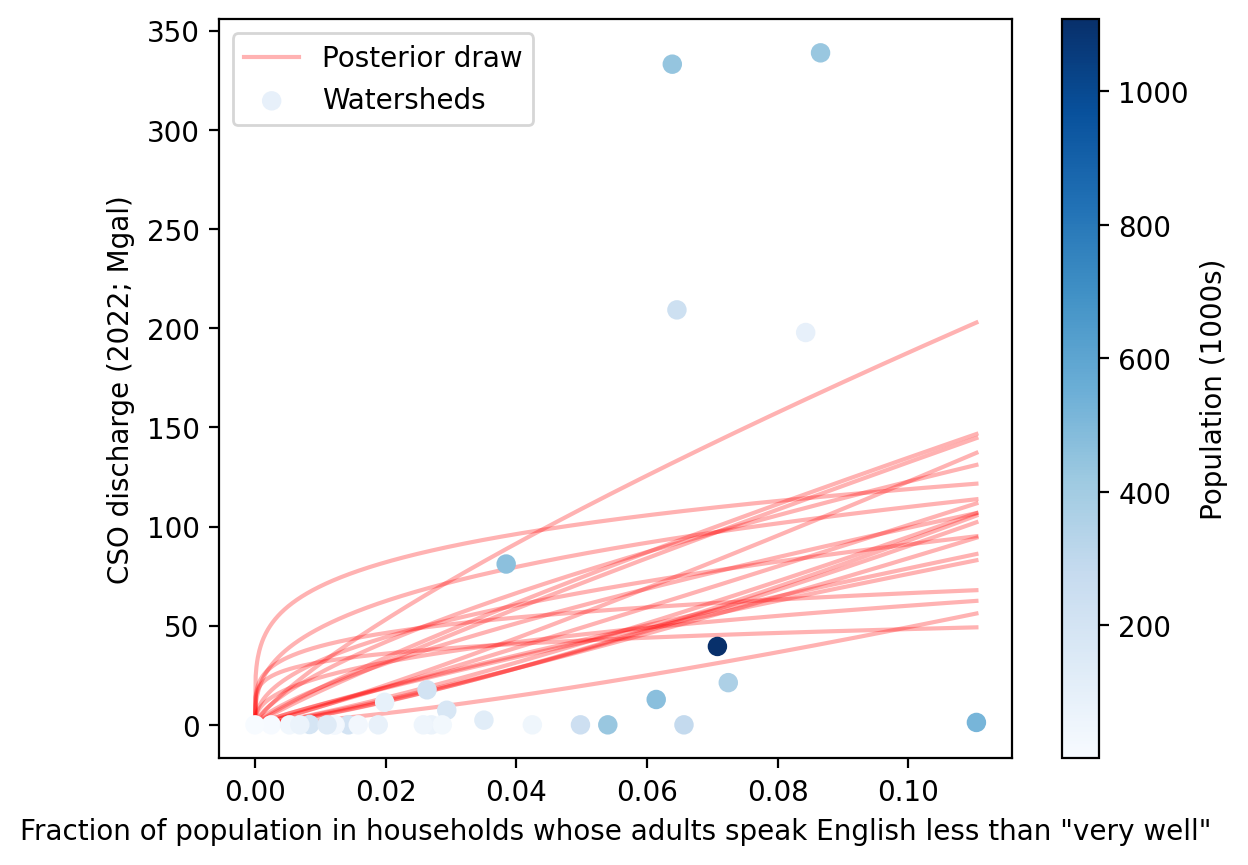 350
300
250
200
150
100
50
0
CSO discharge (2022; Mgal)
Posterior draw
Watersheds
0.00 0.02 0.04 0.06 0.08 0.10
Fraction of population in households whose adults speak English less than "very well"
1000
800
600
400
200
Population (1000s)